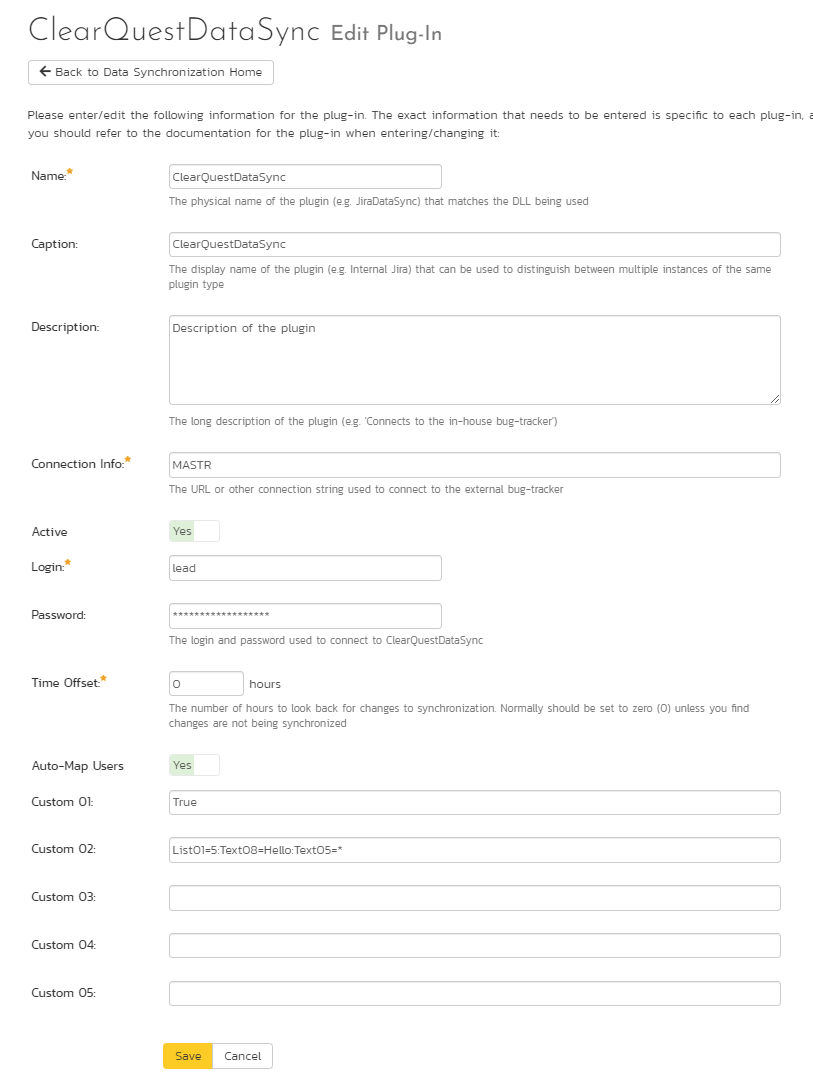 ClearQuestDataSync Edit Plug-In
Back to Data Synchronization Home
Please enter/edit the following information for the plug-in. The exact information that needs to be entered is specific to each plug-in,
you should refer to the documentation for the plug-in when entering/changing it:
Name:* ClearQuestDataSync
The physical name of the plugin (e.g. JiraDataSync) that matches the DLL being used
Caption: ClearQuestDataSync
The display name of the plugin (e.g. Internal Jira) that can be used to distinguish between multiple instances of the same
plugin type
Description: Description of the plugin
The long description of the plugin (e.g. 'Connects to the in-house bug-tracker')
Connection Info:* MASTR
The URL or other connection string used to connect to the external bug-tracker
Active Yes
Login:* lead
Password: ******************
The login and password used to connect to ClearQuestDataSync
Time Offset:* 0 hours
The number of hours to look back for changes to synchronization. Normally should be set to zero (0) unless you find
changes are not being synchronized
Auto-Map Users Yes
Custom 01: True
Custom 02: List01=5:Text08=Hello:Text05=*
Custom 03:
Custom 04:
Custom 05:
Save Cancel